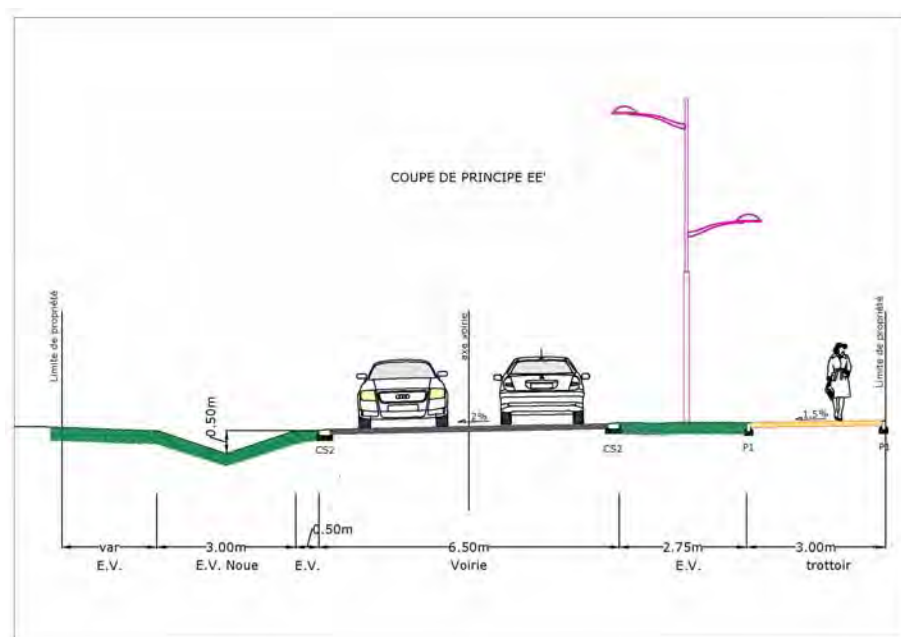 COUPE DE PRINCIPE EE'
Limite de propriété
axe voirie
Limite de propriété
0.50m
2%
1.5%
CS2
CS2
P1
P1
0.50m
var
3.00m
6.50m
2.75m
3.00m
E.V.
E.V. Noue
E.V.
Voirie
E.V.
trottoir